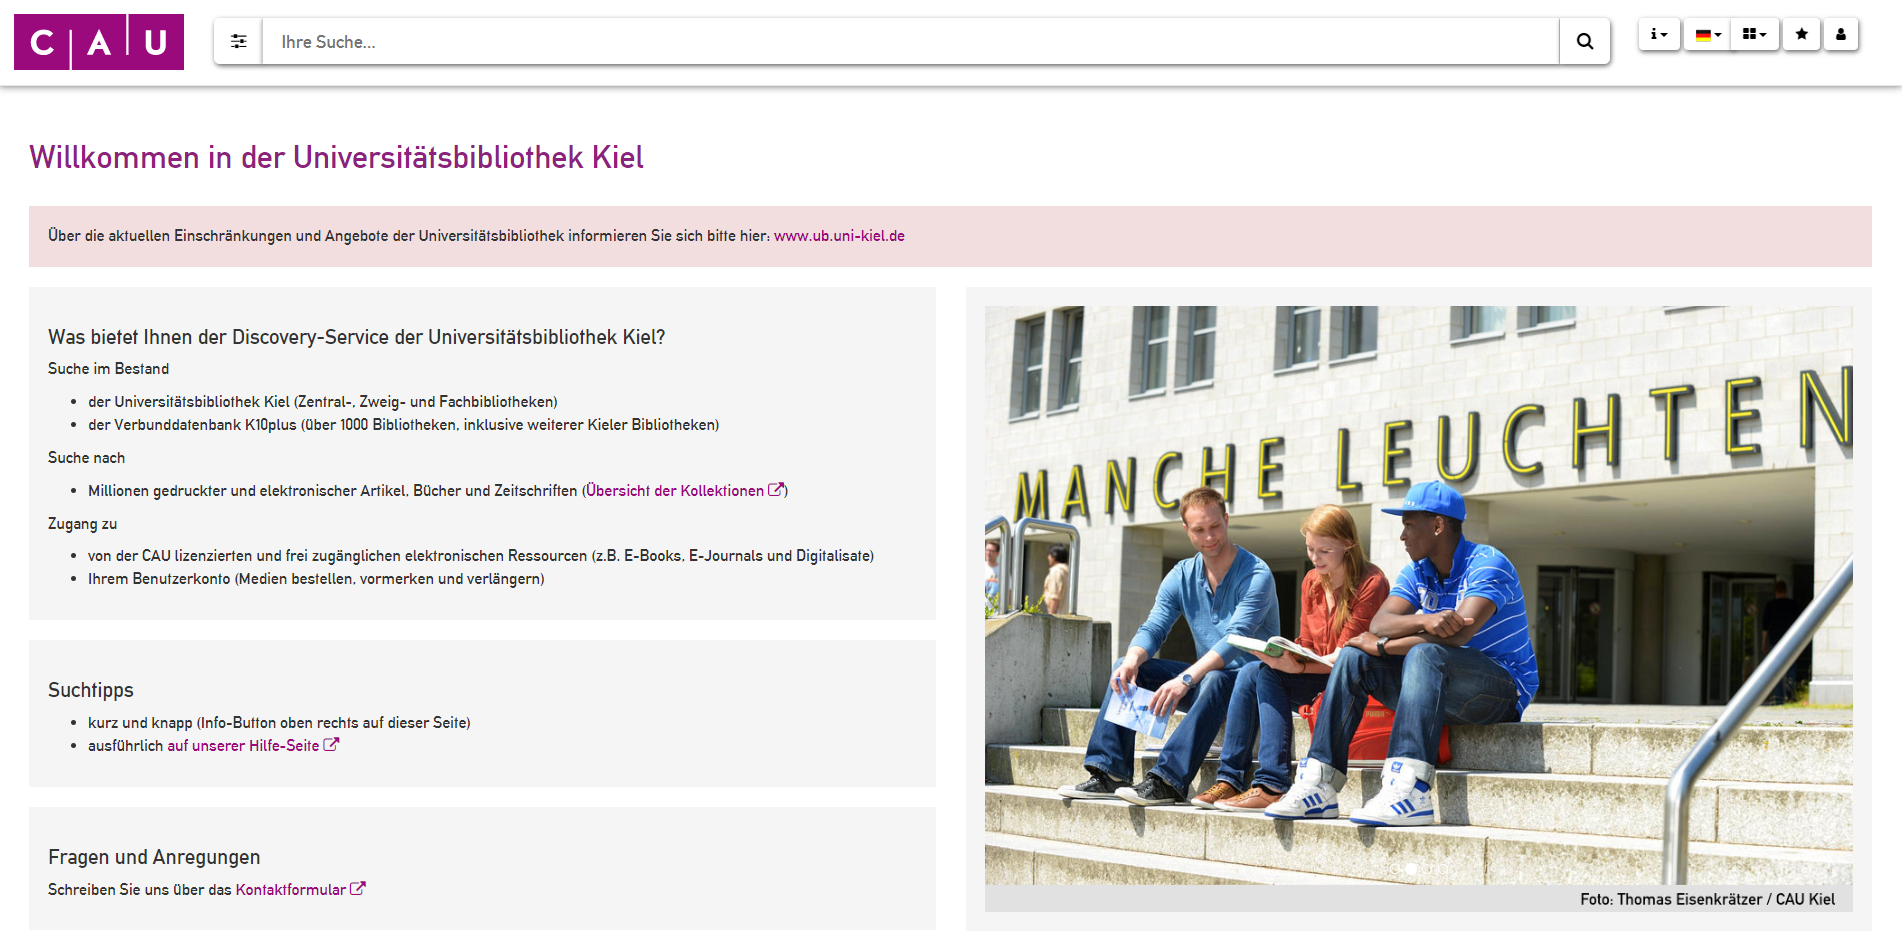 CAU
Ihre Suche...
Willkommen in der Universitätsbibliothek Kiel
Über die aktuellen Einschränkungen und Angebote der Universitätsbibliothek informieren Sie sich bitte hier: www.ub.uni-kiel.de
Was bietet Ihnen der Discovery-Service der Universitätsbibliothek Kiel?
Suche im Bestand
• der Universitätsbibliothek Kiel (Zentral-, Zweig- und Fachbibliotheken)
• der Verbunddatenbank K10plus (über 1000 Bibliotheken, inklusive weiterer Kieler Bibliotheken)
Suche nach
• Millionen gedruckter und elektronischer Artikel, Bücher und Zeitschriften (Übersicht der Kollektionen)
Zugang zu
• von der CAU lizenzierten und frei zugänglichen elektronischen Ressourcen (z.B. E-Books, E-Journals und Digitalisate)
• Ihrem Benutzerkonto (Medien bestellen, vormerken und verlängern)
Suchtipps
• kurz und knapp (Info-Button oben rechts auf dieser Seite)
• ausführlich auf unserer Hilfe-Seite
Fragen und Anregungen
Schreiben Sie uns über das Kontaktformular
MANCHE LEUCHTEN
Foto: Thomas Eisenkrätzer / CAU Kiel